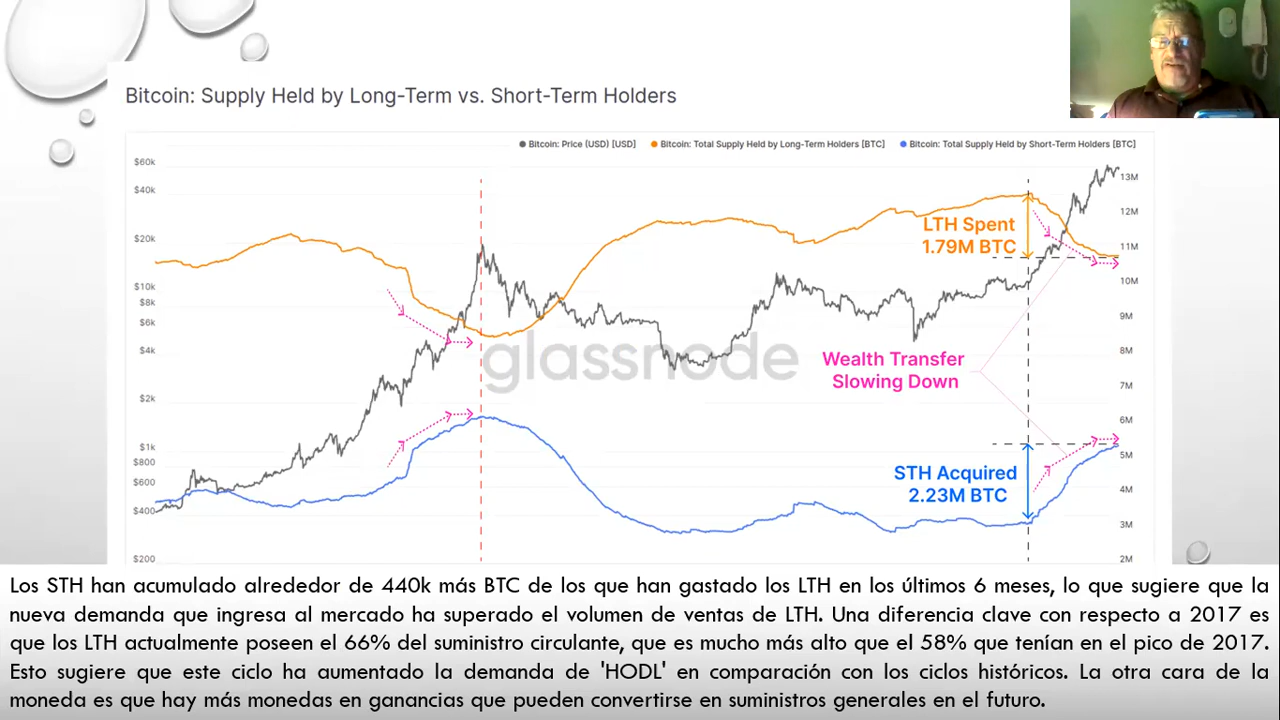 Bitcoin: Supply Held by Long-Term vs. Short-Term Holders
Bitcoin: Price (USD) [USD]
Bitcoin: Total Supply Held by Long-Term Holders [BTC]
Bitcoin: Total Supply Held by Short-Term Holders [BTC]
$60k
$40k
$20k
$10k
$8k
$6k
$4k
$2k
$1k
$800
$600
$400
$200
13M
12M
11M
10M
9M
8M
7M
6M
5M
4M
3M
2M
LTH Spent
1.79M BTC
glassnode
Wealth Transfer
Slowing Down
STH Acquired
2.23M BTC
Los STH han acumulado alrededor de 440k más BTC de los que han gastado los LTH en los últimos 6 meses, lo que sugiere que la
nueva demanda que ingresa al mercado ha superado el volumen de ventas de LTH. Una diferencia clave con respecto a 2017 es
que los LTH actualmente poseen el 66% del suministro circulante, que es mucho más alto que el 58% que tenían en el pico de 2017.
Esto sugiere que este ciclo ha aumentado la demanda de 'HODL' en comparación con los ciclos históricos. La otra cara de la
moneda es que hay más monedas en ganancias que pueden convertirse en suministros generales en el futuro.